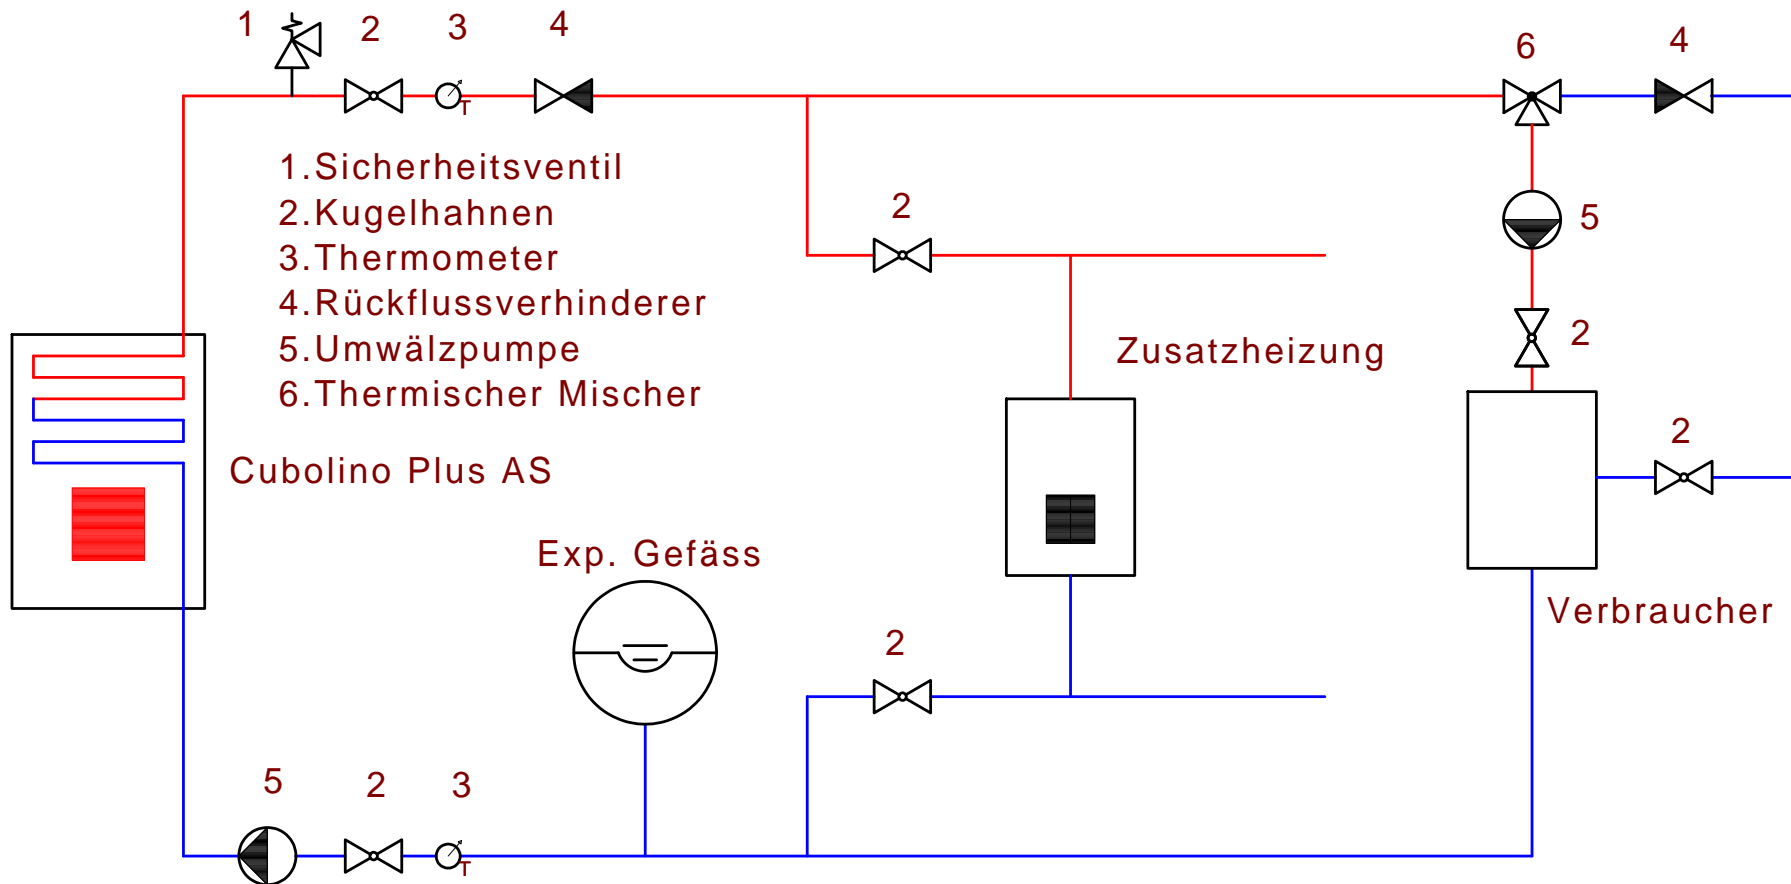 1 2 3 4 6 4
1.Sicherheitsventil
2.Kugelhahnen
3.Thermometer
4.Rückflussverhinderer
5.Umwälzpumpe
6.Thermischer Mischer
T
2
5
2
Zusatzheizung
2
Cubolino Plus AS
Exp. Gefäss
Verbraucher
2
5 2 3
T